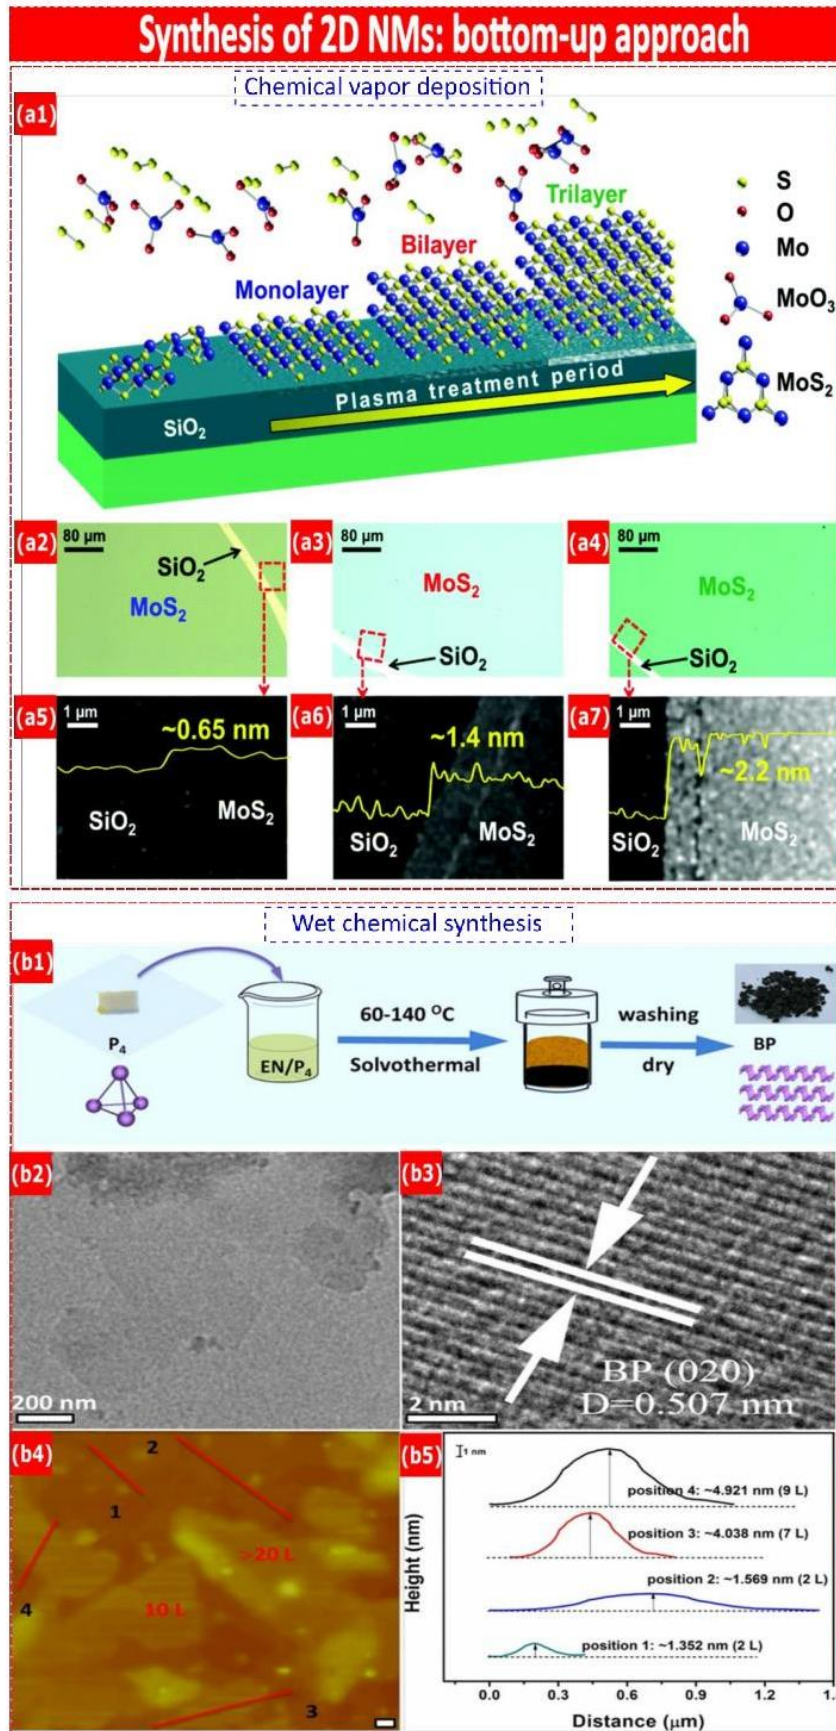 Synthesis of 2D NMs: bottom-up approach
Chemical vapor deposition
(a1)
Trilayer
Bilayer
Monolayer
S
O
Mo
MoO₃
MoS₂
Plasma treatment period
SiO₂
(a2)
80 µm
SiO₂
MoS₂
(a3)
80 µm
MoS₂
SiO₂
(a4)
80 µm
MoS₂
SiO₂
(a5)
1 µm
~0.65 nm
SiO₂
MoS₂
(a6)
1 µm
~1.4 nm
SiO₂
MoS₂
(a7)
1 µm
~2.2 nm
SiO₂
MoS₂
Wet chemical synthesis
(b1)
P₄
EN/P₄
60-140 ᴼC
Solvothermal
washing
dry
BP
(b2)
200 nm
(b3)
BP (020)
D=0.507 nm
2 nm
(b4)
2
1
>20 L
4
10 L
3
(b5)
1 nm
position 4: ~4.921 nm (9 L)
position 3: ~4.038 nm (7 L)
position 2: ~1.569 nm (2 L)
position 1: ~1.352 nm (2 L)
Height (nm)
0.0 0.3 0.6 0.9 1.2 1.
Distance (µm)